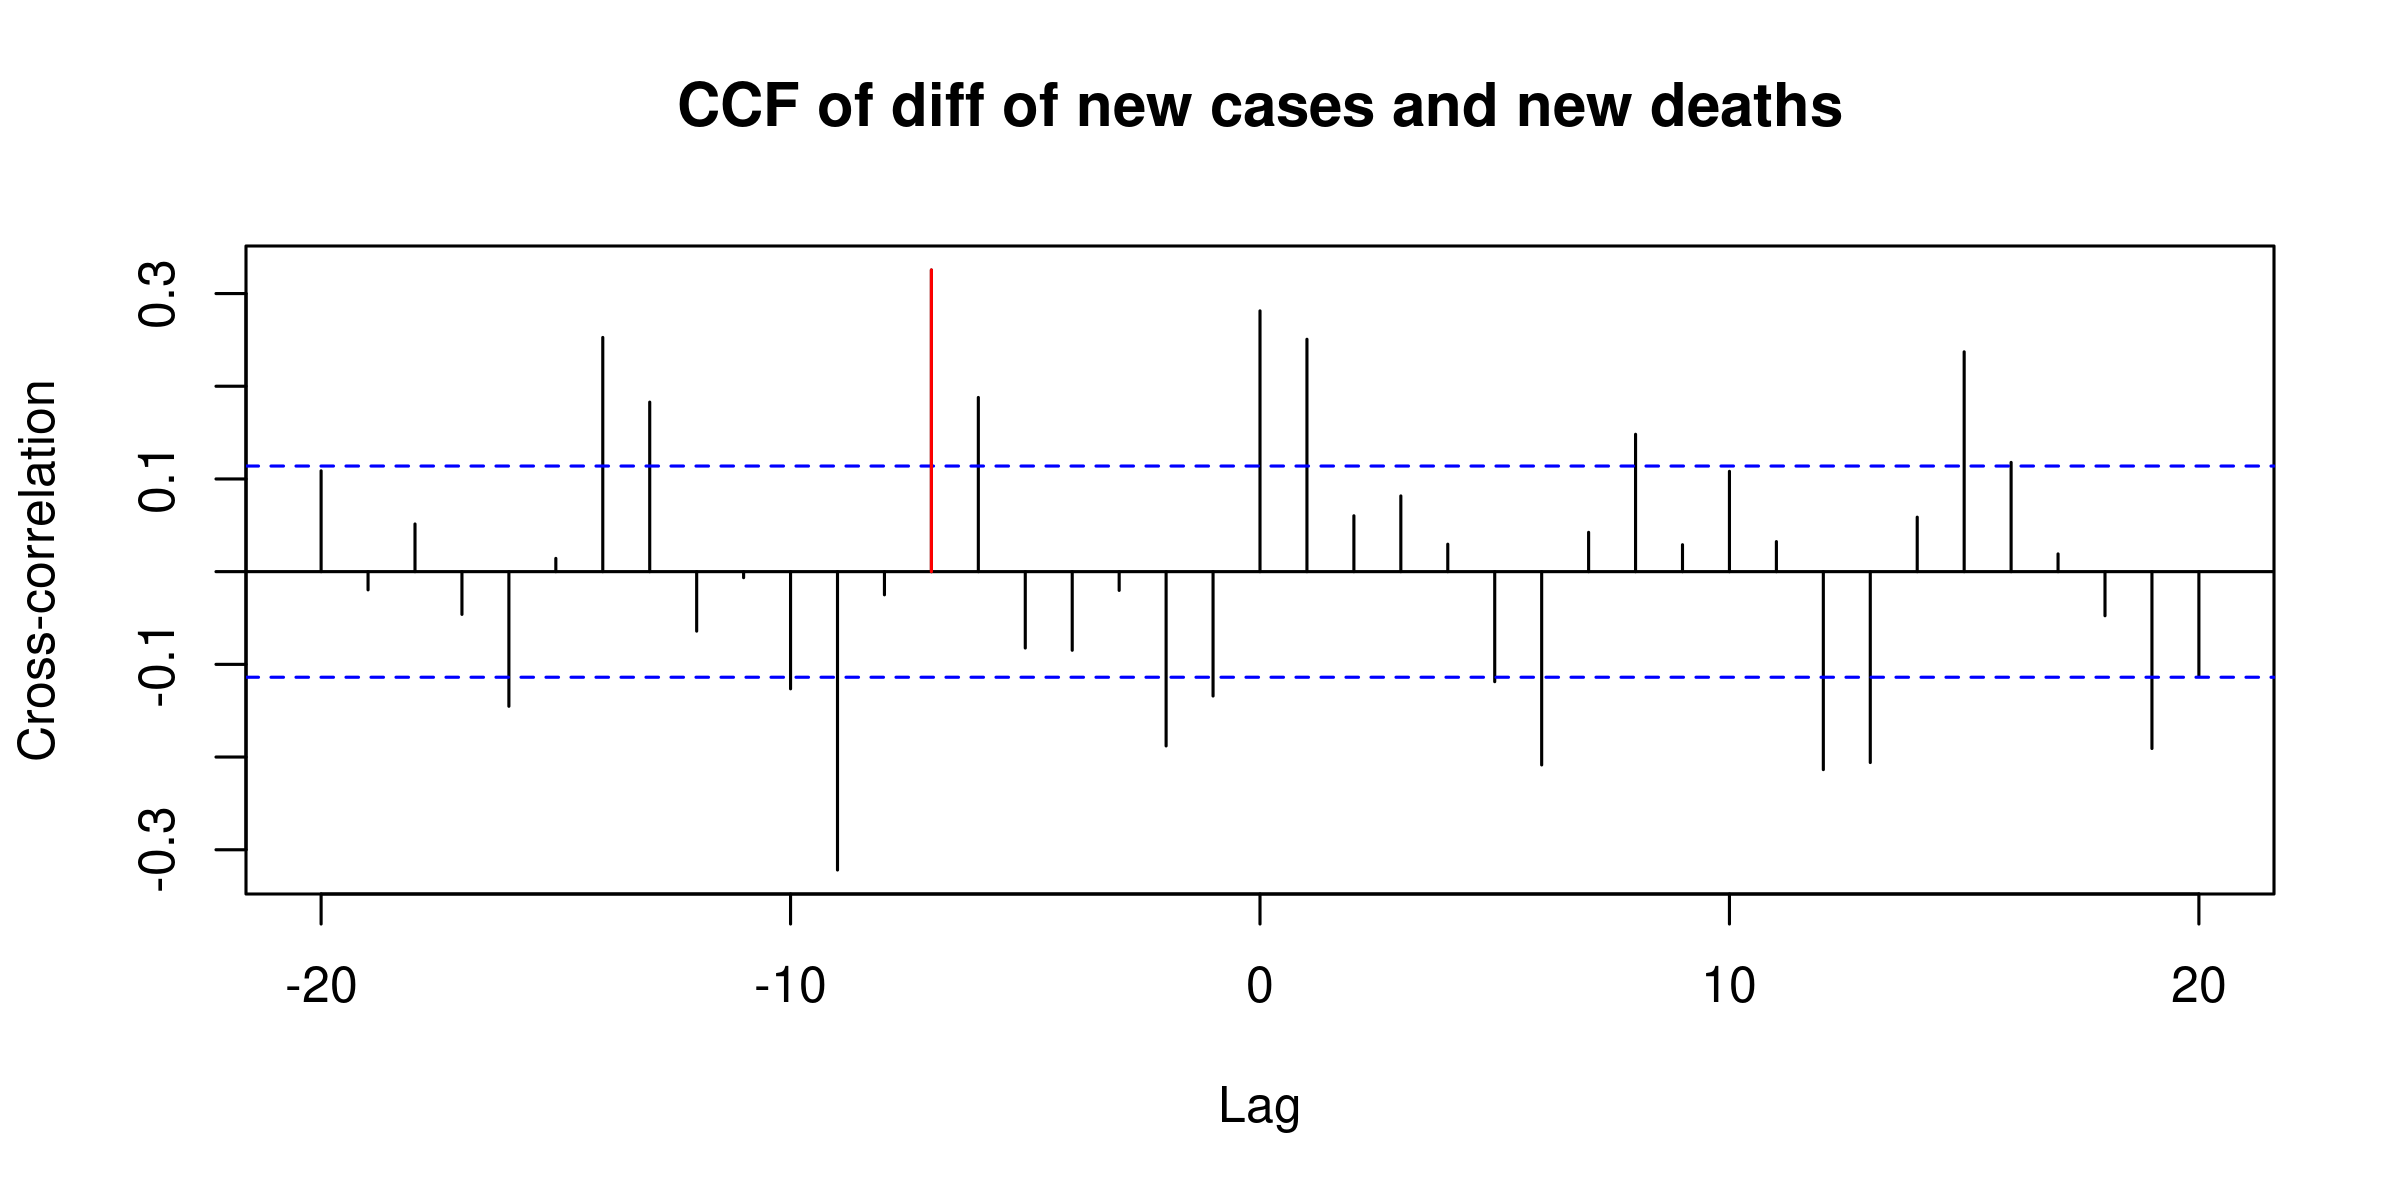 CCF of diff of new cases and new deaths
Cross-correlation
0.3
0.1
-0.1
-0.3
-20 -10 0 10 20
Lag